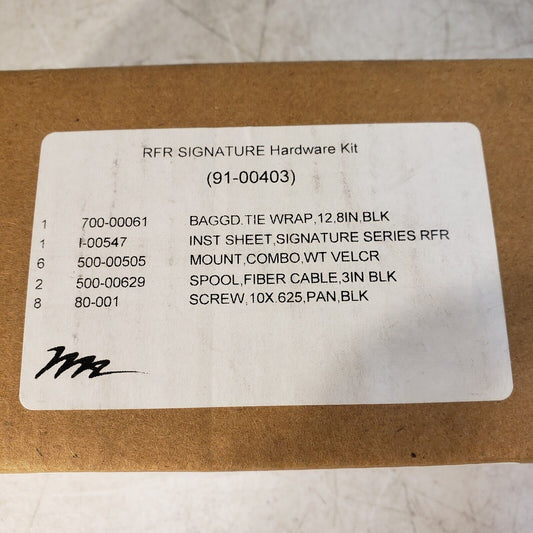 RFR SIGNATURE Hardware Kit
(91-00403)
1 700-00061 BAGGD.TIE WRAP,12,8IN,BLK
1 I-00547 INST SHEET,SIGNATURE SERIES RFR
6 500-00505 MOUNT,COMBO,WT VELCR
2 500-00629 SPOOL,FIBER CABLE,3IN BLK
8 80-001 SCREW,10X.625,PAN,BLK